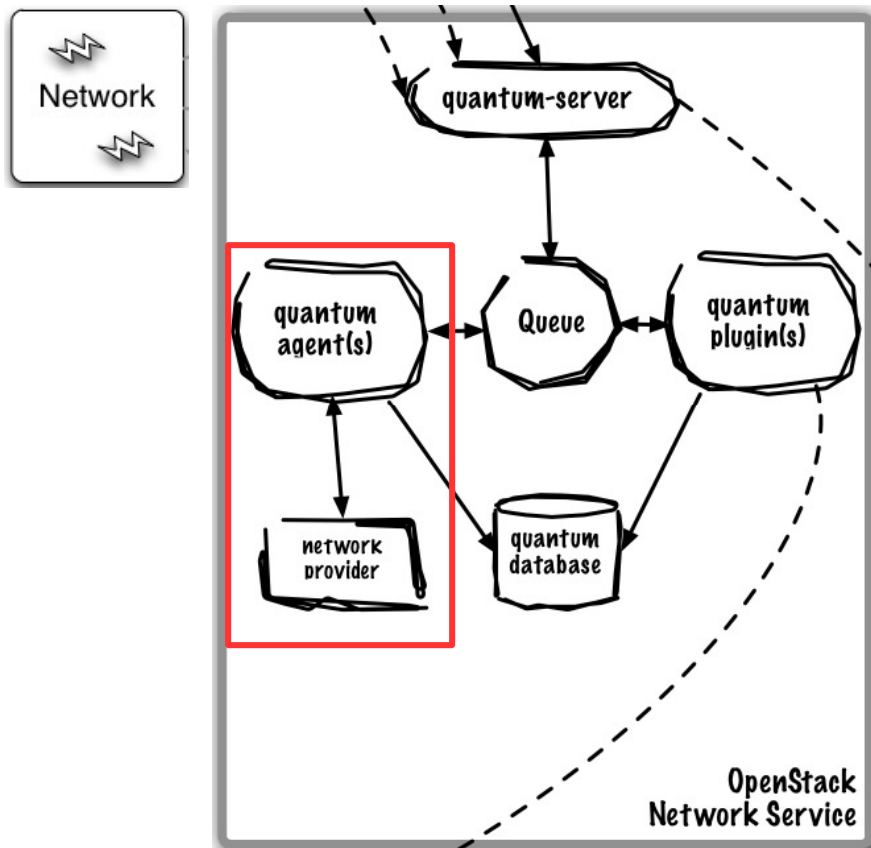 Network
quantum-server
quantum
agent(s)
Queue
quantum
plugin(s)
network
provider
quantum
database
OpenStack
Network Service